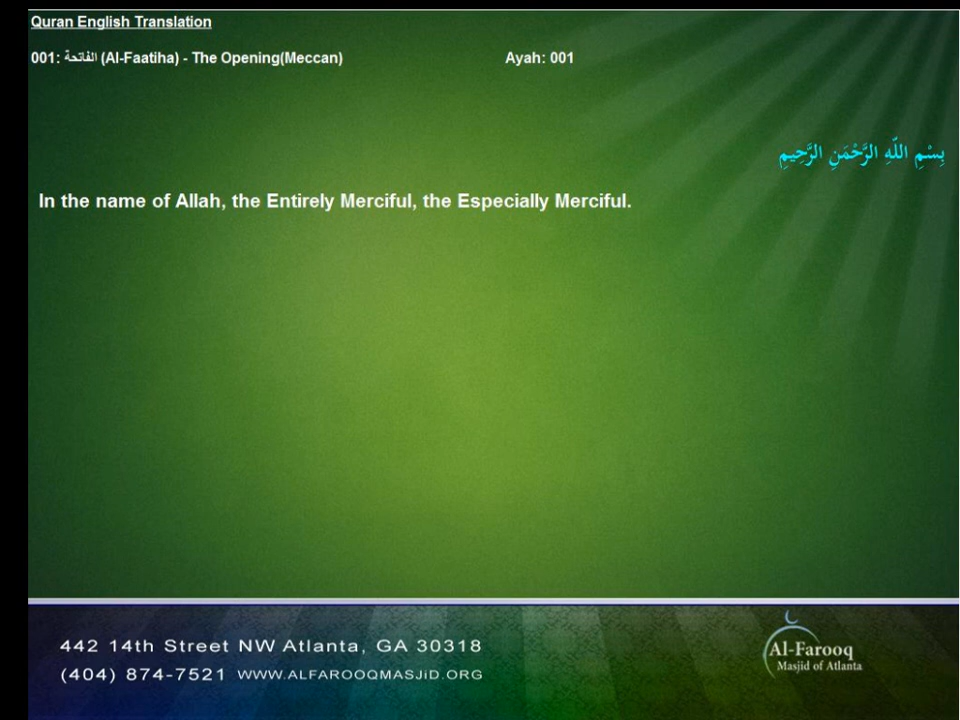 Quran English Translation
001: الفاتحة (Al-Faatiha) - The Opening(Meccan) Ayah: 001
بِسْمِ اللَّهِ الرَّحْمَنِ الرَّحِيمِ
In the name of Allah, the Entirely Merciful, the Especially Merciful.
442 14th Street NW Atlanta, GA 30318
(404) 874-7521 WWW.ALFAROOQMASJiD.ORG
Al-Farooq
Masjid of Atlanta